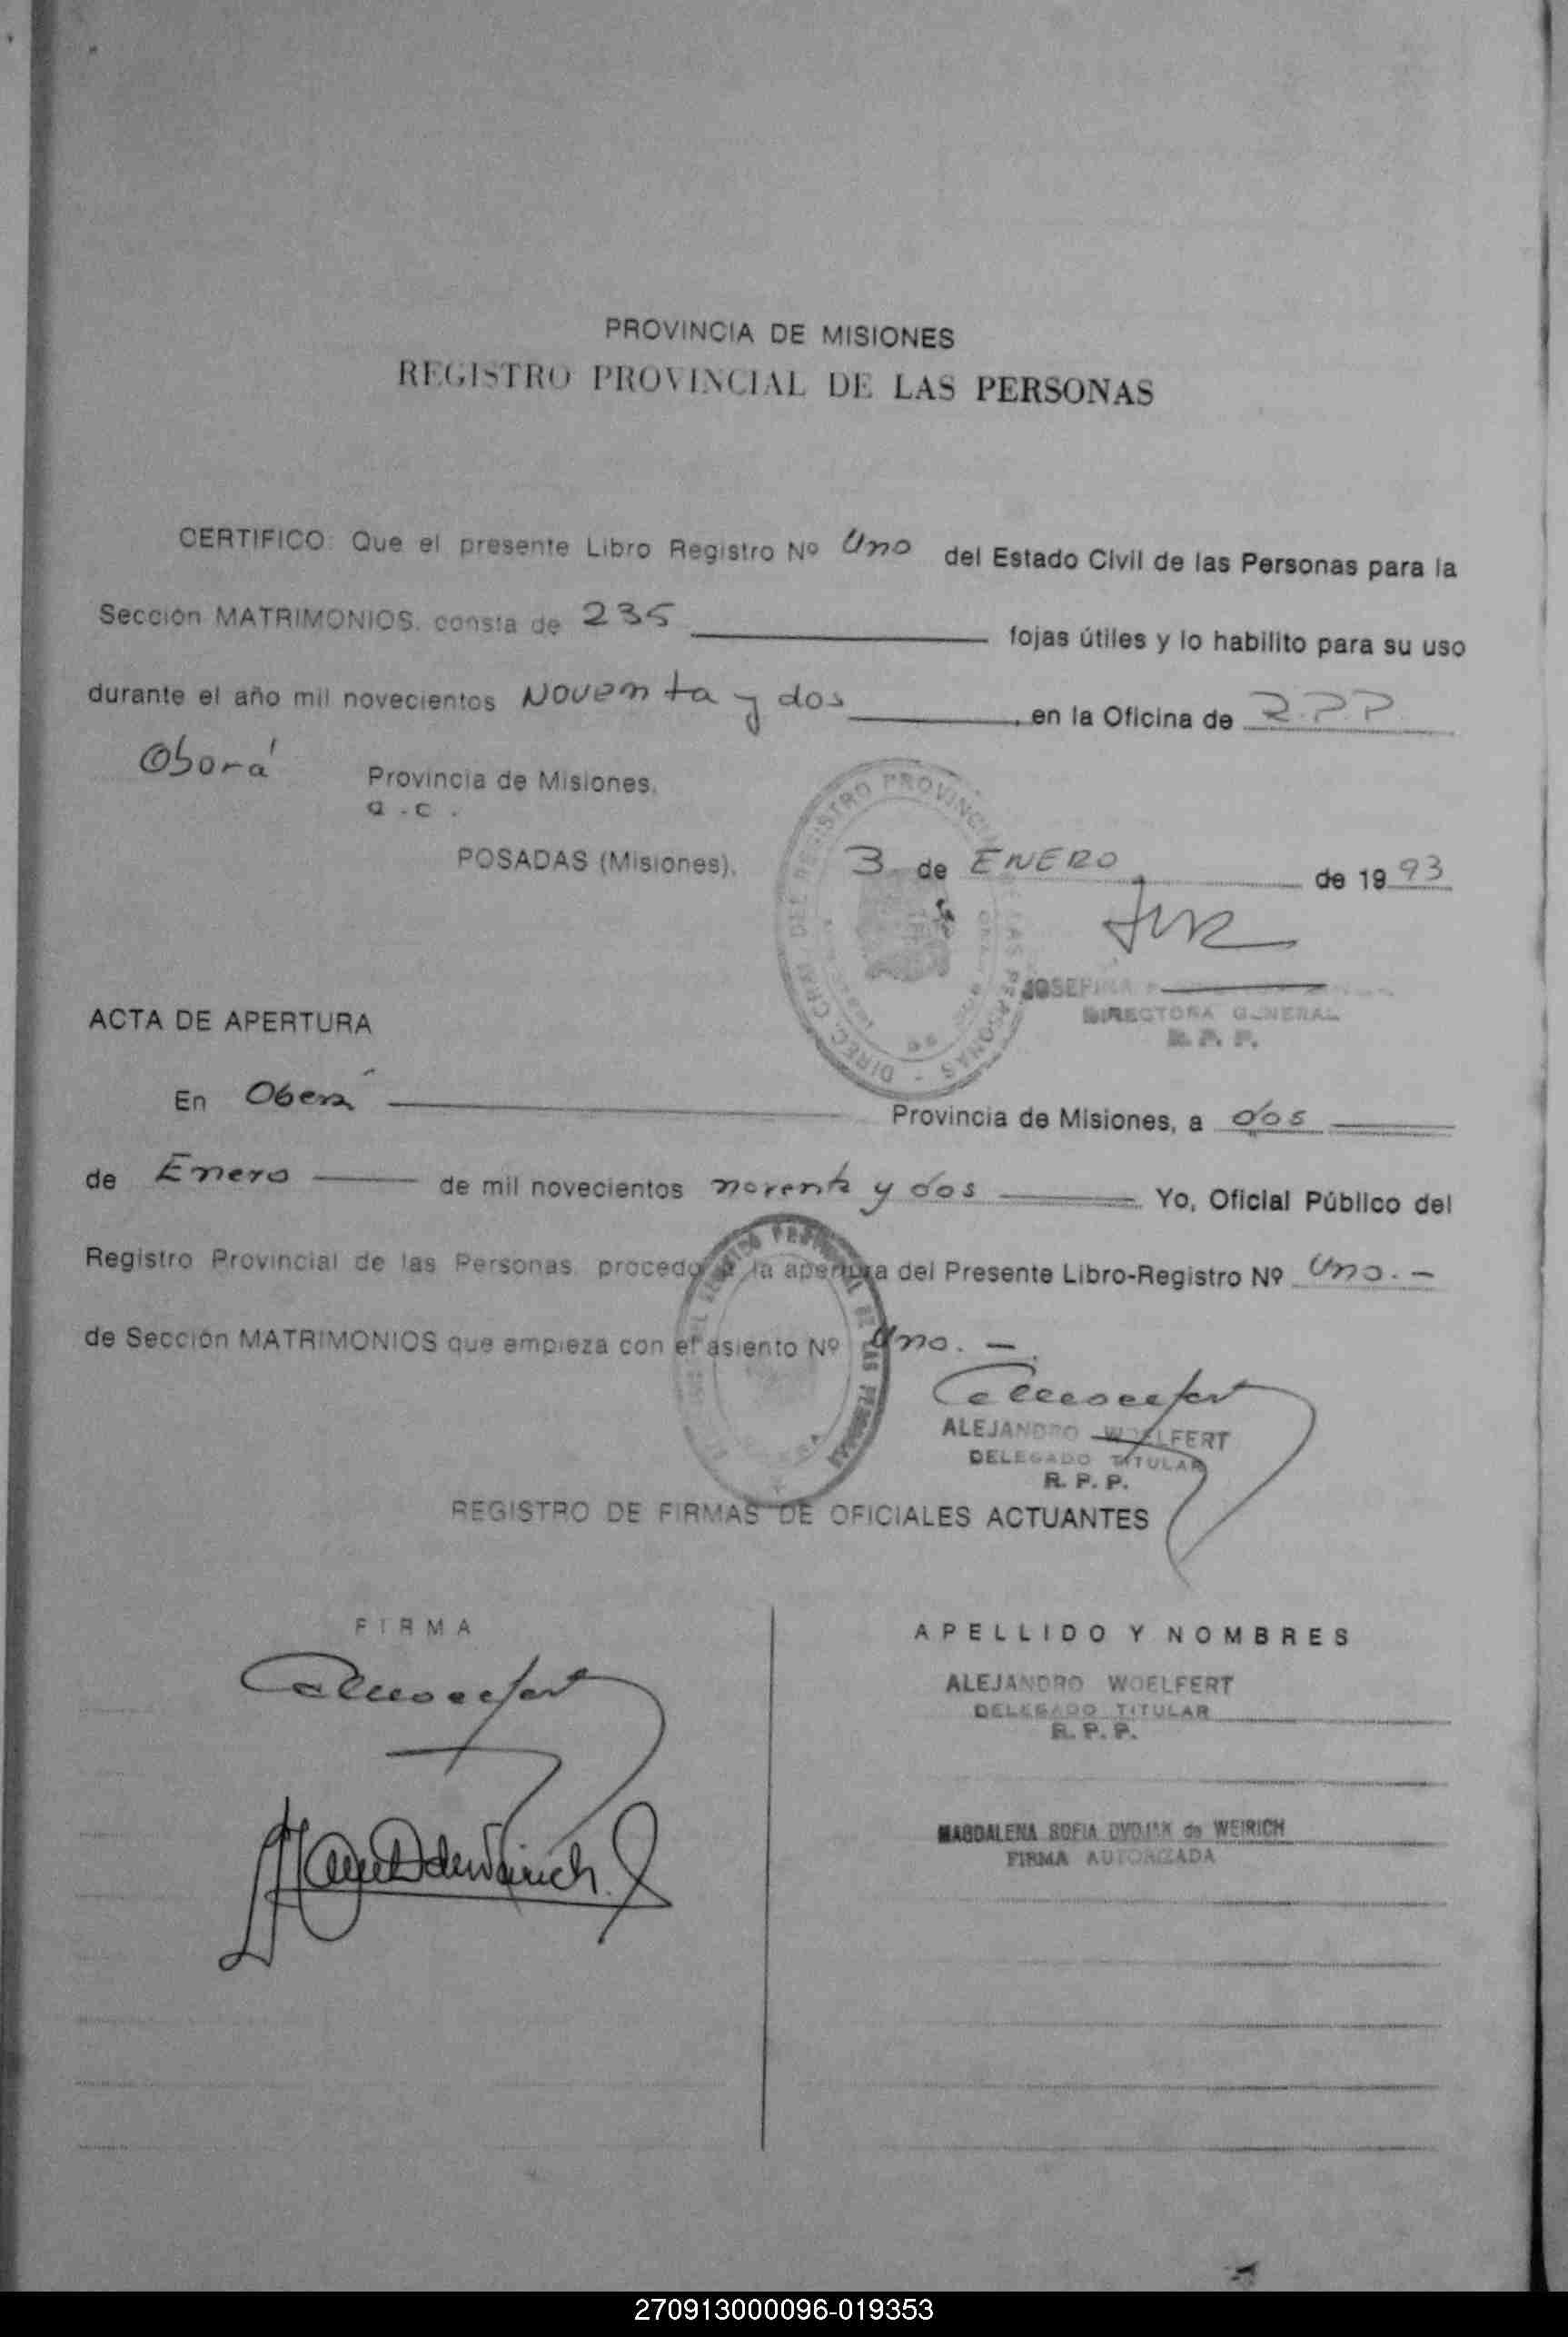 PROVINCIA DE MISIONES
REGISTRO PROVINCIAL DE LAS PERSONAS
CERTIFICO: Que el presente Libro Registro Nº Uno del Estado Civil de las Personas para la
Sección MATRIMONIOS, consta de 235 fojas útiles y lo habilito para su uso
durante el año mil novecientos Noventa y dos, en la Oficina de R.P.P
Oberá Provincia de Misiones.
a.c.
POSADAS (Misiones), 3 de ENERO de 1993
JOSEFINA
DIRECTORA GENERAL
R. P. P.
ACTA DE APERTURA
En Oberá Provincia de Misiones, a dos
de Enero de mil novecientos noventa y dos Yo, Oficial Público del
Registro Provincial de las Personas, procedo a la apertura del Presente Libro-Registro Nº Uno.-
de Sección MATRIMONIOS que empieza con el asiento Nº Uno.-
ALEJANDRO WOELFERT
DELEGADO TITULAR
R. P. P.
REGISTRO DE FIRMAS DE OFICIALES ACTUANTES
FIRMA APELLIDO Y NOMBRES
ALEJANDRO WOELFERT
DELEGADO TITULAR
R. P. P.
MAGDALENA SOFIA DVOJAK de WEIRICH
FIRMA AUTORIZADA
270913000096-019353